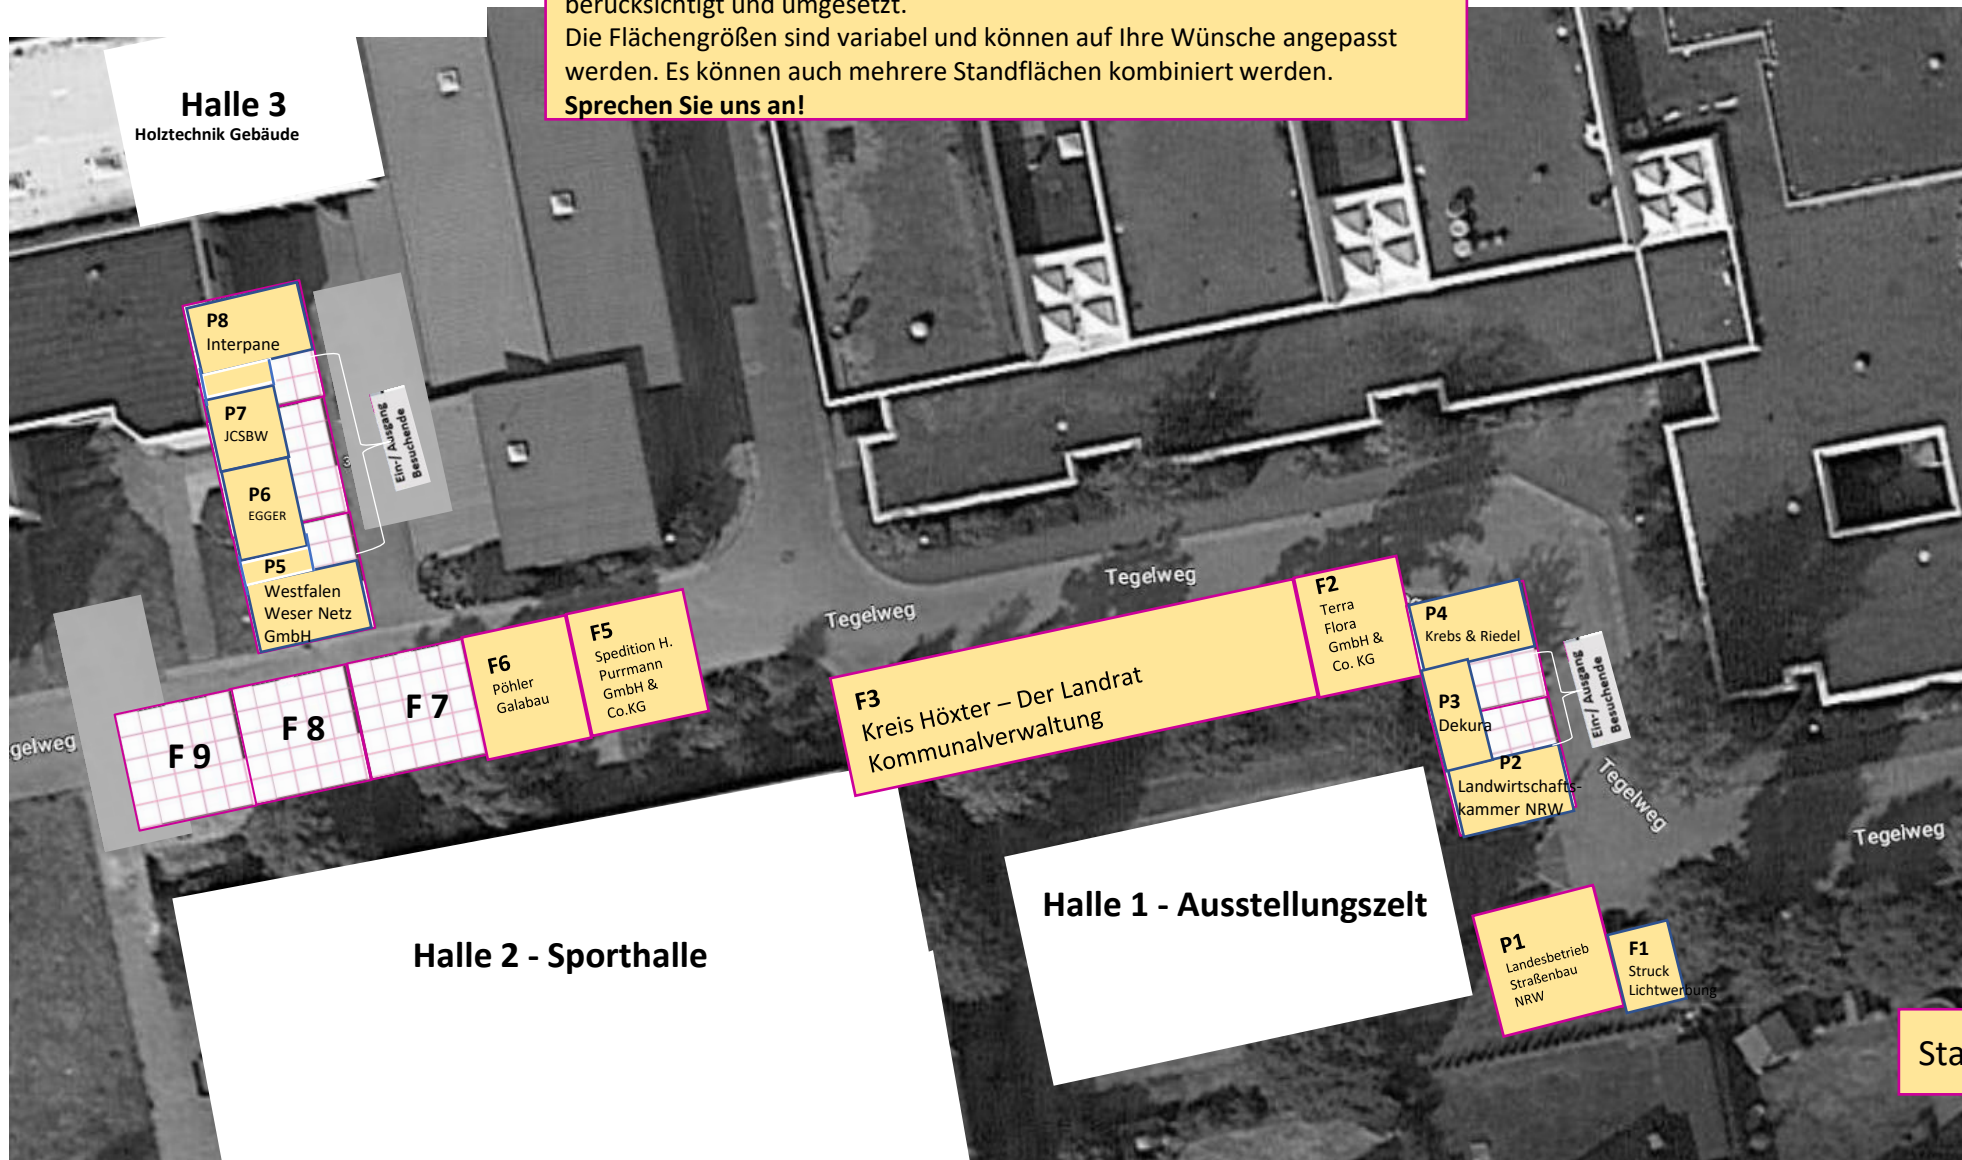 berücksichtigt und umgesetzt.
Die Flächengrößen sind variabel und können auf Ihre Wünsche angepasst
werden. Es können auch mehrere Standflächen kombiniert werden.
Sprechen Sie uns an!
Halle 3
Holztechnik Gebäude
P8
Interpane
P7
JCSBW
P6
EGGER
P5
Westfalen
Weser Netz
GmbH
Ein-/ Ausgang
Besuchende
3
F 9
F 8
F 7
F6
Pöhler
Galabau
F5
Spedition H.
Purrmann
GmbH &
Co.KG
Tegelweg
Tegelweg
gelweg
F3
Kreis Höxter – Der Landrat
Kommunalverwaltung
F2
Terra
Flora
GmbH &
Co. KG
P4
Krebs & Riedel
P3
Dekura
P2
Landwirtschafts-
kammer NRW
Ein-/ Ausgang
Besuchende
Tegelweg
Tegelweg
Halle 2 - Sporthalle
Halle 1 - Ausstellungszelt
P1
Landesbetrieb
Straßenbau
NRW
F1
Struck
Lichtwerbung
Sta